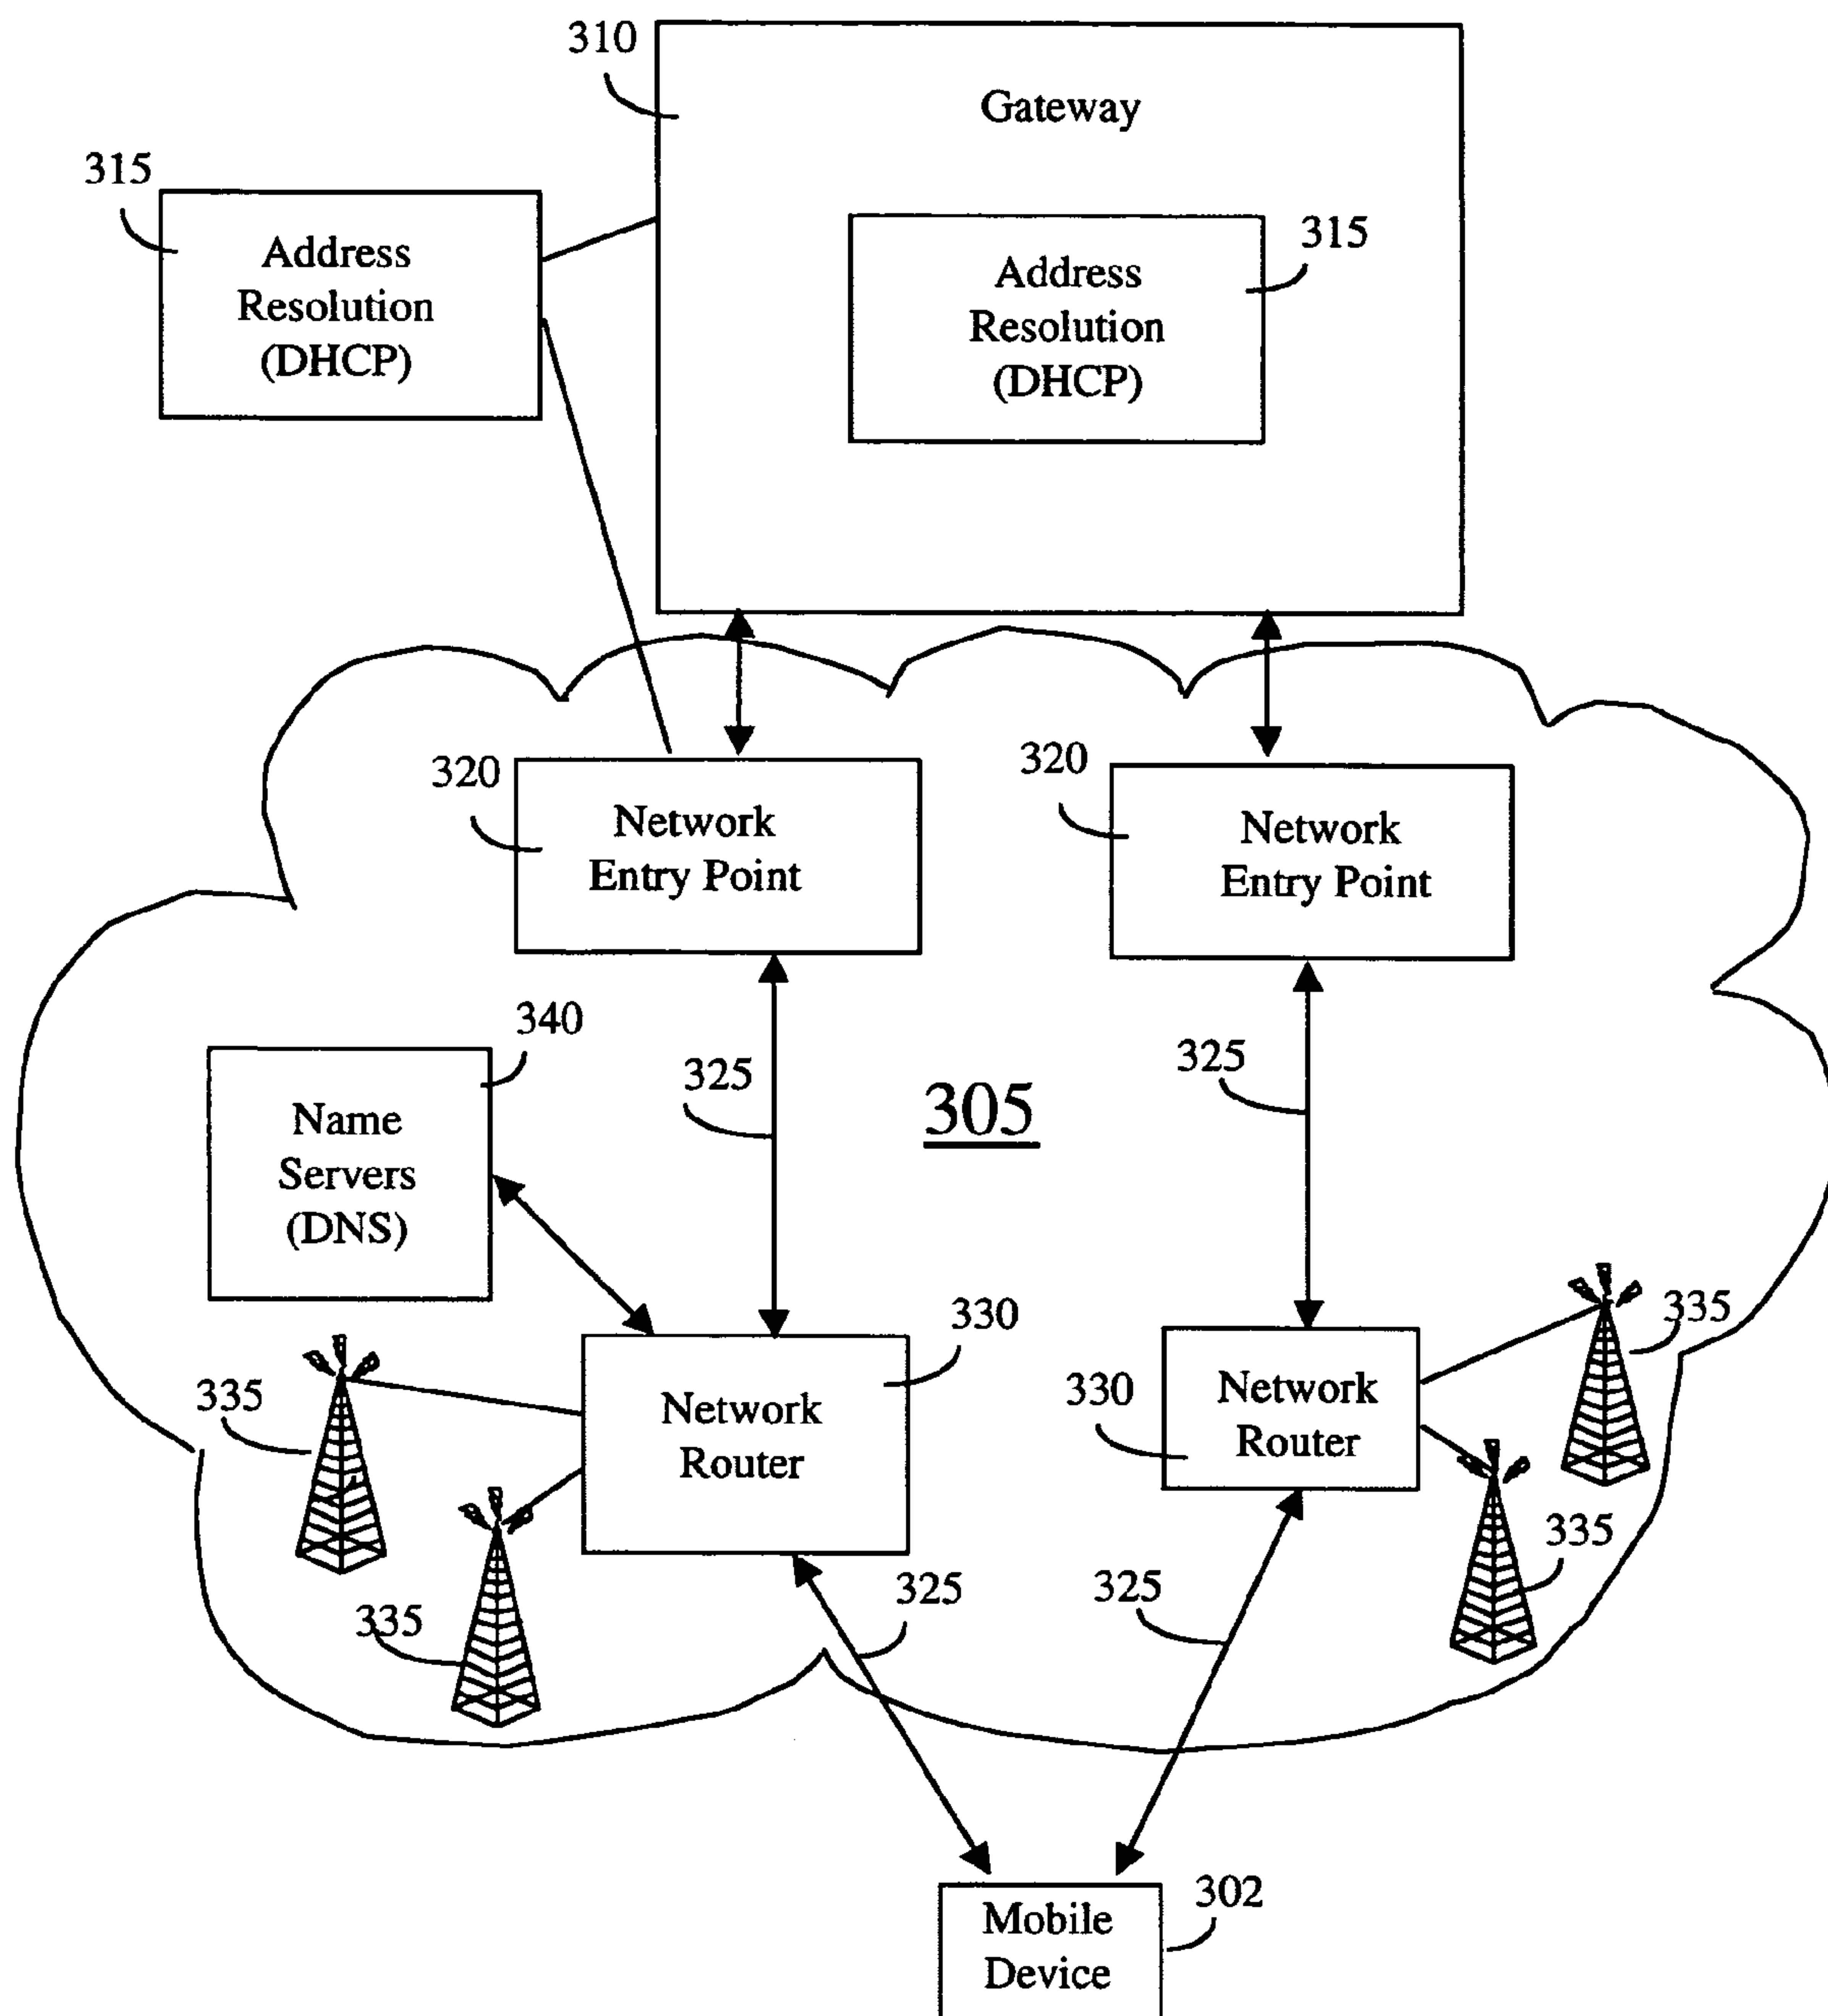 310
Gateway
315
Address
Resolution
(DHCP)
315
Address
Resolution
(DHCP)
320
Network
Entry Point
320
Network
Entry Point
340
Name
Servers
(DNS)
325
305
325
330
Network
Router
330
Network
Router
335
335
335
335
325
325
302
Mobile
Device